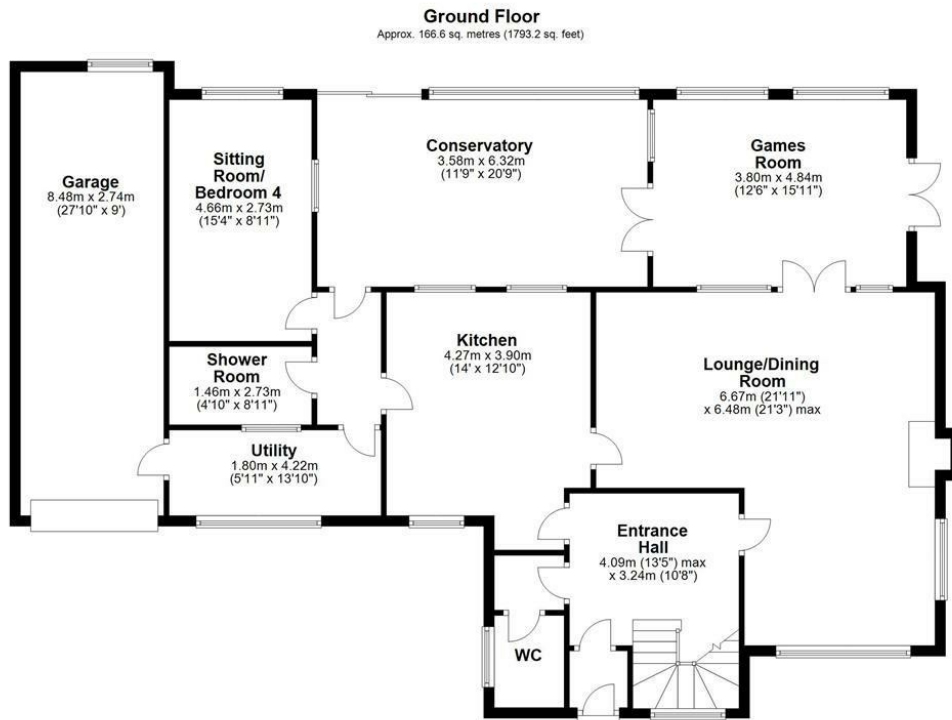 Ground Floor
Approx. 166.6 sq. metres (1793.2 sq. feet)
Garage
8.48m x 2.74m
(27'10" x 9')
Sitting
Room/
Bedroom 4
4.66m x 2.73m
(15'4" x 8'11")
Conservatory
3.58m x 6.32m
(11'9" x 20'9")
Games
Room
3.80m x 4.84m
(12'6" x 15'11")
Shower
Room
1.46m x 2.73m
(4'10" x 8'11")
Kitchen
4.27m x 3.90m
(14' x 12'10")
Lounge/Dining
Room
6.67m (21'11")
x 6.48m (21'3") max
Utility
1.80m x 4.22m
(5'11" x 13'10")
Entrance
Hall
4.09m (13'5") max
x 3.24m (10'8")
WC